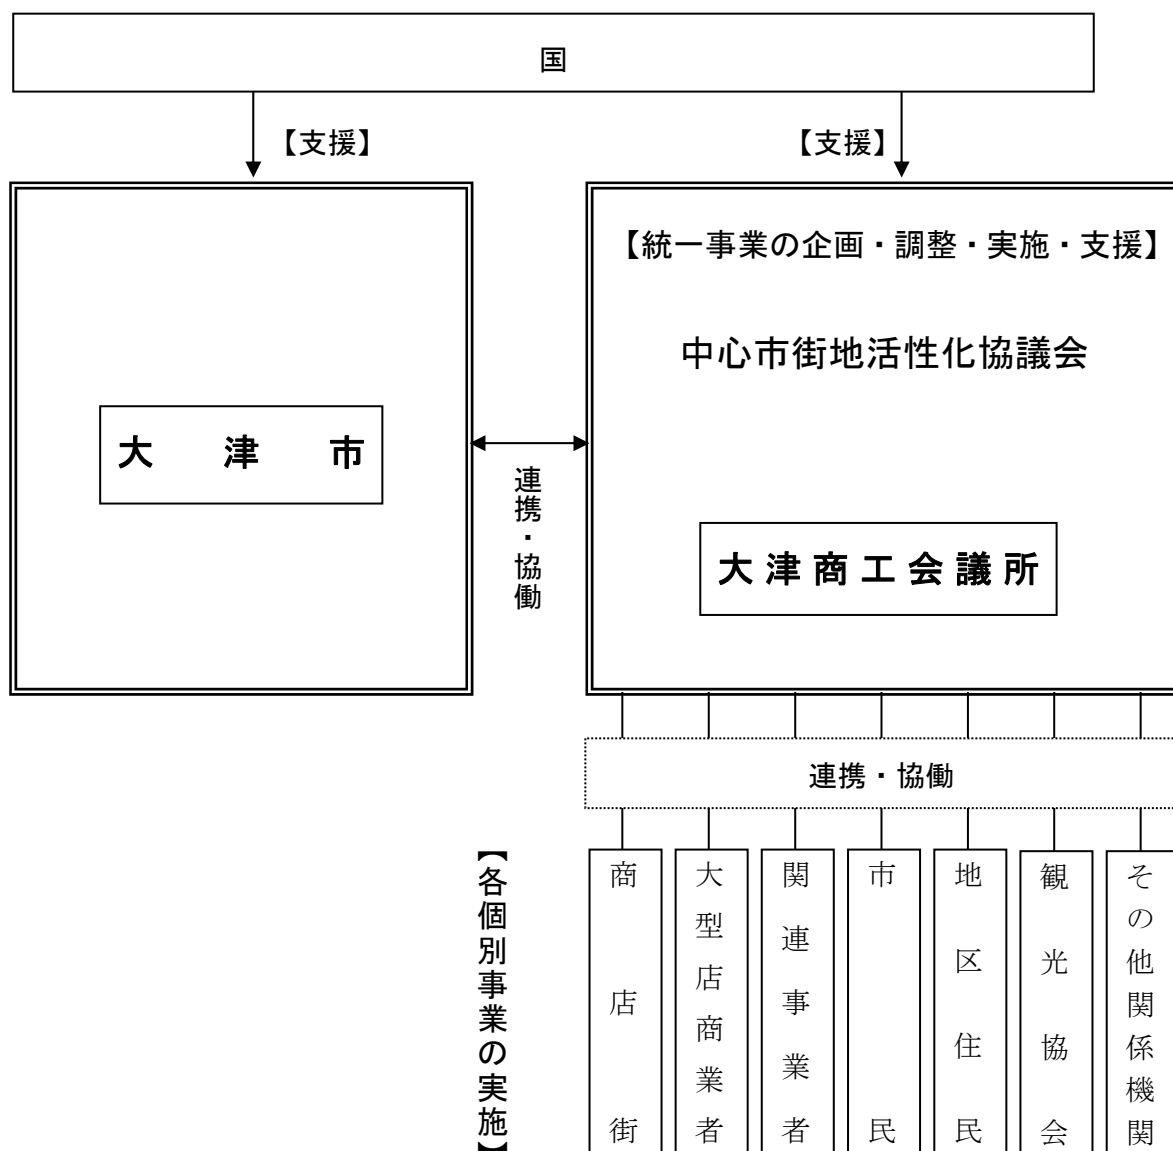 国
【支援】
【支援】
【統一事業の企画・調整・実施・支援】
中心市街地活性化協議会
大津市
連携・協働
大津商工会議所
連携・協働
【各個別事業の実施】
商店街
大型店商業者
関連事業者
市民
地区住民
観光協会
その他関係機関